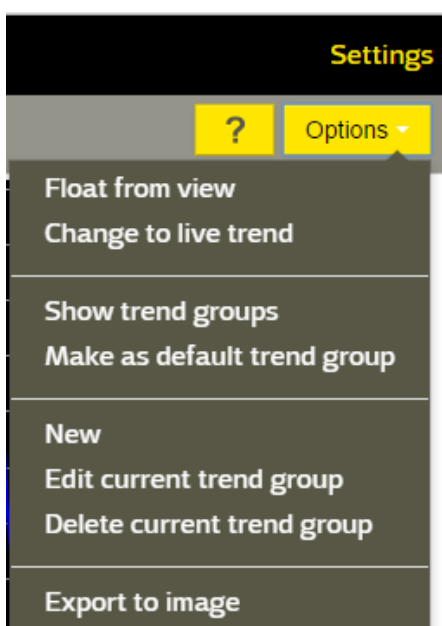 Settings
? Options
Float from view
Change to live trend
Show trend groups
Make as default trend group
New
Edit current trend group
Delete current trend group
Export to image